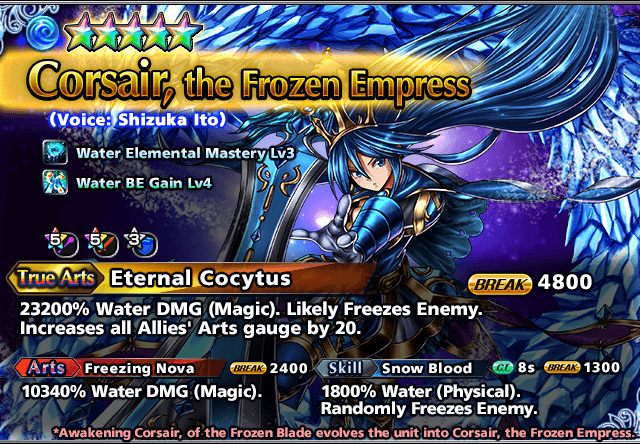 Corsair, the Frozen Empress
(Voice: Shizuka Ito)
Water Elemental Mastery Lv3
Water BE Gain Lv4
5 5 3
True Arts Eternal Cocytus BREAK 4800
23200% Water DMG (Magic). Likely Freezes Enemy.
Increases all Allies' Arts gauge by 20.
Arts Freezing Nova BREAK 2400
10340% Water DMG (Magic).
Skill Snow Blood CT 8s BREAK 1300
1800% Water (Physical).
Randomly Freezes Enemy.
*Awakening Corsair, of the Frozen Blade evolves the unit into Corsair, the Frozen Empress.